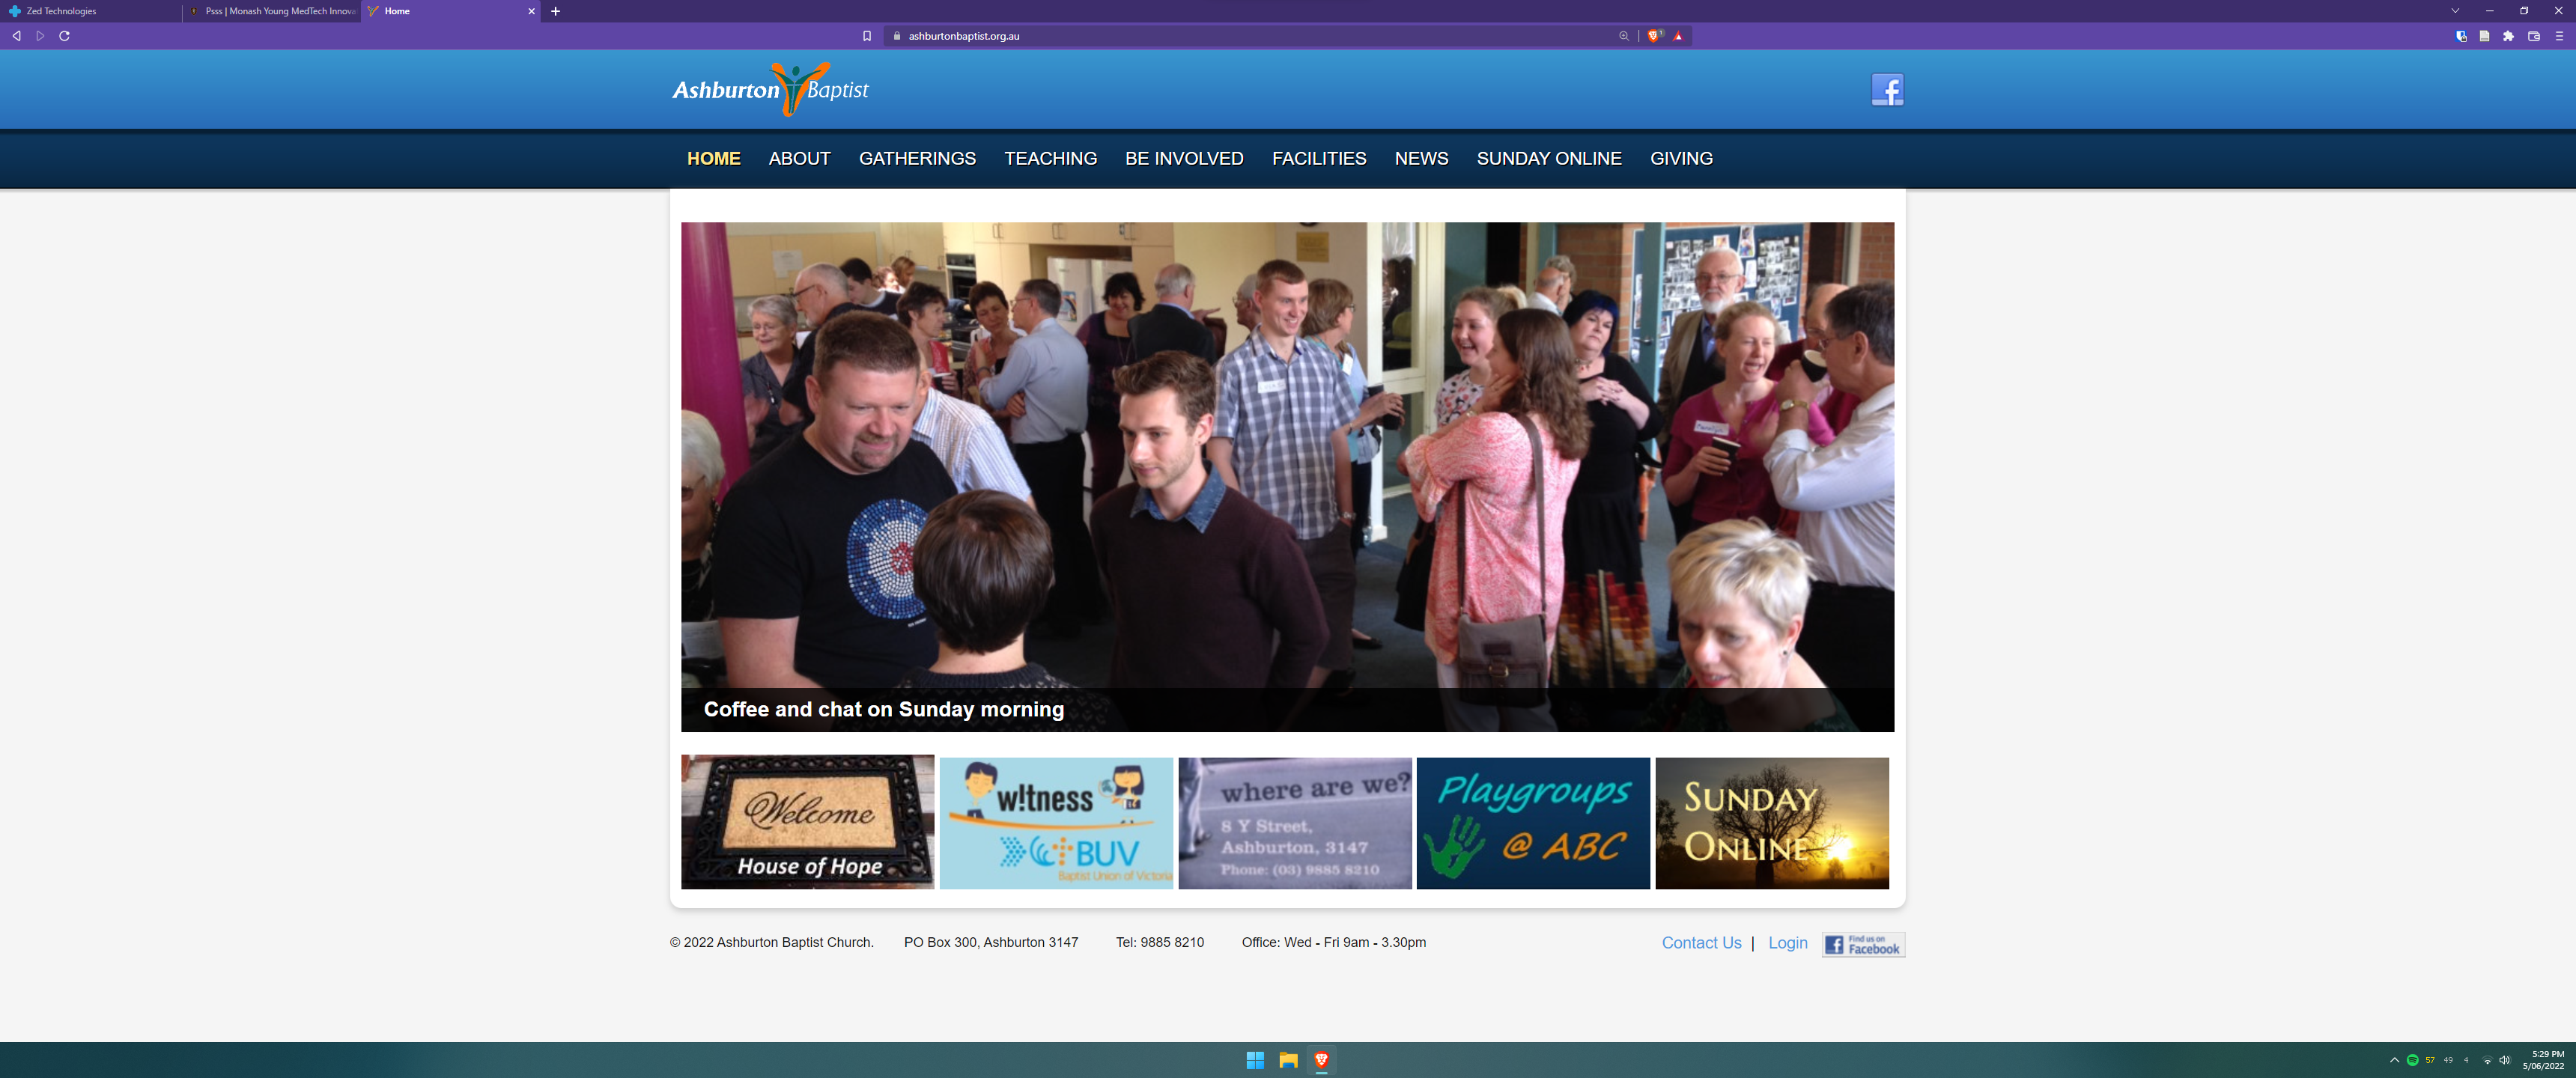 Zed Technologies
Psss | Monash Young MedTech Innova
Home
ashburtonbaptist.org.au
1
Ashburton Baptist
HOME ABOUT GATHERINGS TEACHING BE INVOLVED FACILITIES NEWS SUNDAY ONLINE GIVING
Coffee and chat on Sunday morning
Welcome
House of Hope
w!tness
BUV
Baptist Union of Victoria
where are we?
8 Y Street,
Ashburton, 3147
Phone: (03) 9885 8210
Playgroups
@ ABC
SUNDAY
ONLINE
© 2022 Ashburton Baptist Church. PO Box 300, Ashburton 3147 Tel: 9885 8210 Office: Wed - Fri 9am - 3.30pm
Contact Us | Login
Find us on
Facebook
57 49 4
5:29 PM
5/06/2022